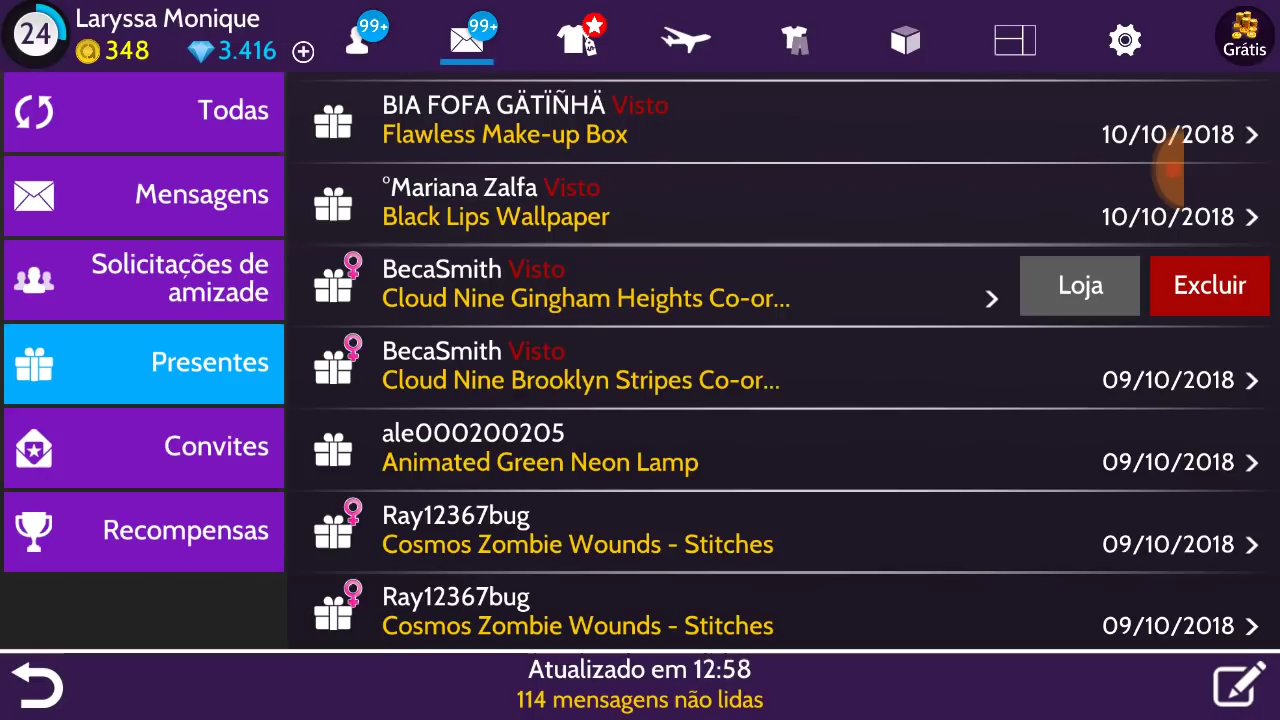 24
Laryssa Monique
348
3.416
99+
99+
Grátis
Todas
Mensagens
Solicitações de
amizade
Presentes
Convites
Recompensas
BIA FOFA GÄTÏÑHÄ Visto
Flawless Make-up Box
10/10/2018
°Mariana Zalfa Visto
Black Lips Wallpaper
10/10/2018
BecaSmith Visto
Cloud Nine Gingham Heights Co-or...
Loja
Excluir
BecaSmith Visto
Cloud Nine Brooklyn Stripes Co-or...
09/10/2018
ale000200205
Animated Green Neon Lamp
09/10/2018
Ray12367bug
Cosmos Zombie Wounds - Stitches
09/10/2018
Ray12367bug
Cosmos Zombie Wounds - Stitches
09/10/2018
Atualizado em 12:58
114 mensagens não lidas